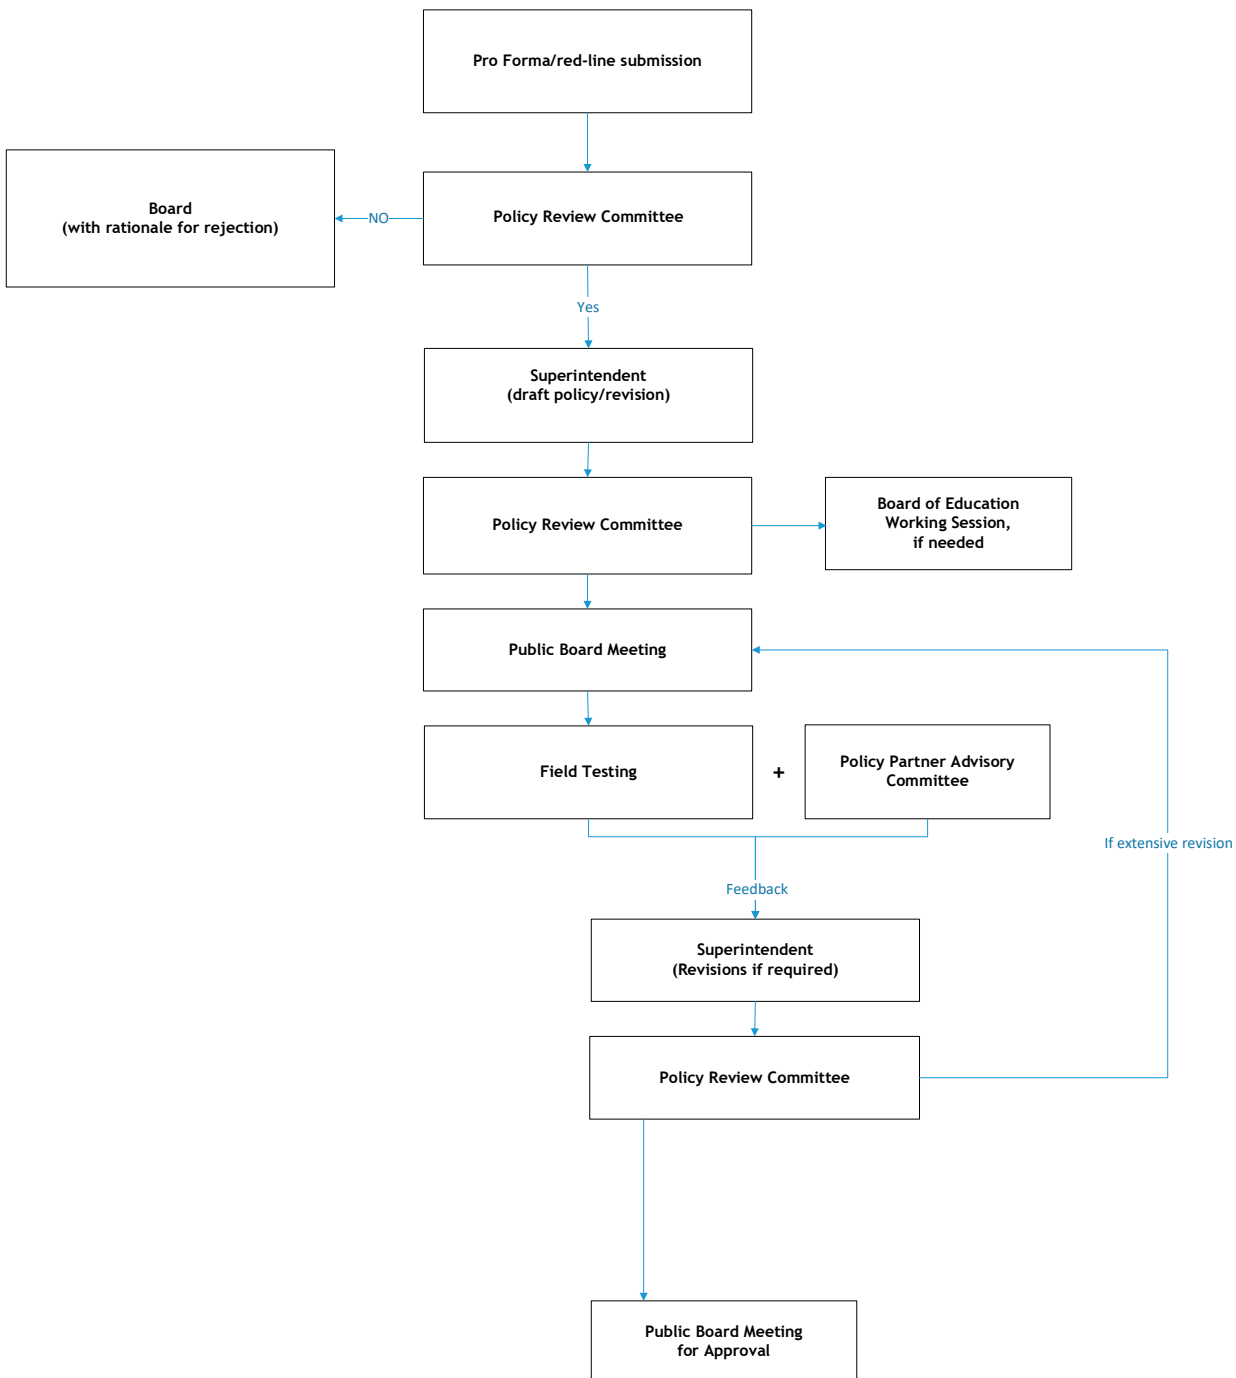 Pro Forma/red-line submission
Board
(with rationale for rejection)
NO
Policy Review Committee
Yes
Superintendent
(draft policy/revision)
Policy Review Committee
Board of Education
Working Session,
if needed
Public Board Meeting
Field Testing
+
Policy Partner Advisory
Committee
If extensive revision
Feedback
Superintendent
(Revisions if required)
Policy Review Committee
Public Board Meeting
for Approval